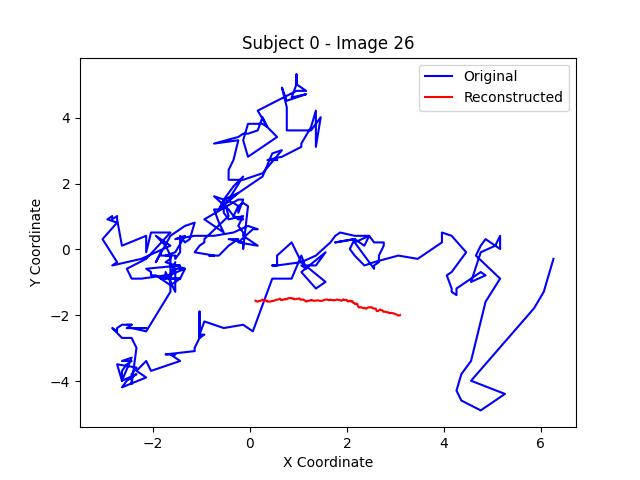 Subject 0 - Image 26
Original
Reconstructed
Y Coordinate
4
2
0
−2
−4
−2 0 2 4 6
X Coordinate